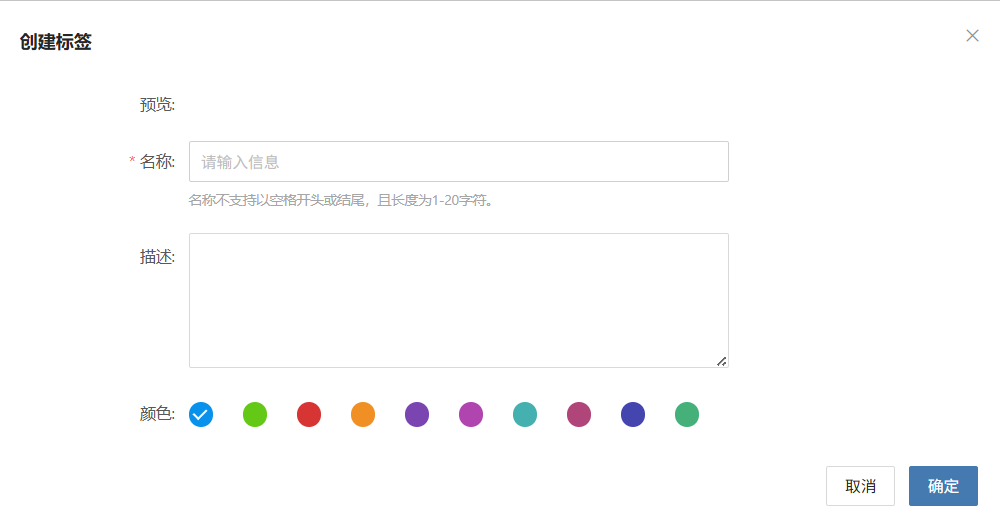 创建标签
预览:
* 名称:
请输入信息
名称不支持以空格开头或结尾，且长度为1-20字符。
描述:
颜色:
取消
确定